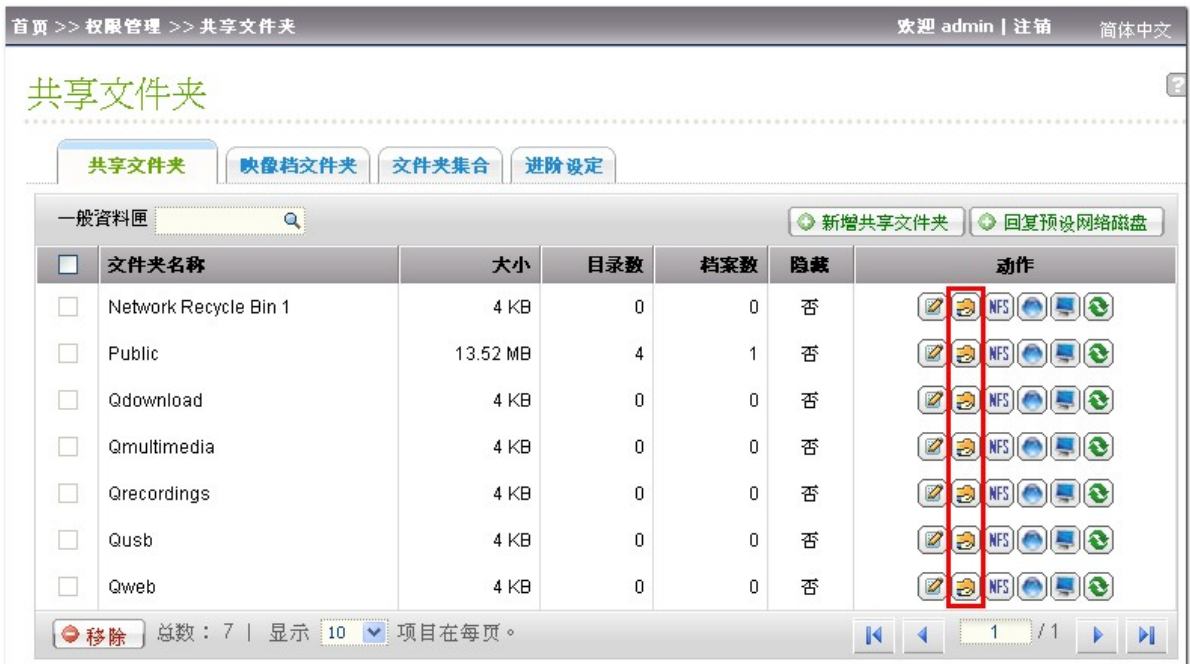 首页 >> 权限管理 >> 共享文件夹 欢迎 admin | 注销 简体中文
共享文件夹 ?
共享文件夹 映像档文件夹 文件夹集合 进阶设定
一般資料匣 新增共享文件夹 回复预设网络磁盘
文件夹名称 大小 目录数 档案数 隐藏 动作
Network Recycle Bin 1 4 KB 0 0 否 NFS
Public 13.52 MB 4 1 否 NFS
Qdownload 4 KB 0 0 否 NFS
Qmultimedia 4 KB 0 0 否 NFS
Qrecordings 4 KB 0 0 否 NFS
Qusb 4 KB 0 0 否 NFS
Qweb 4 KB 0 0 否 NFS
移除 总数：7 | 显示 10 项目在每页。 1 / 1